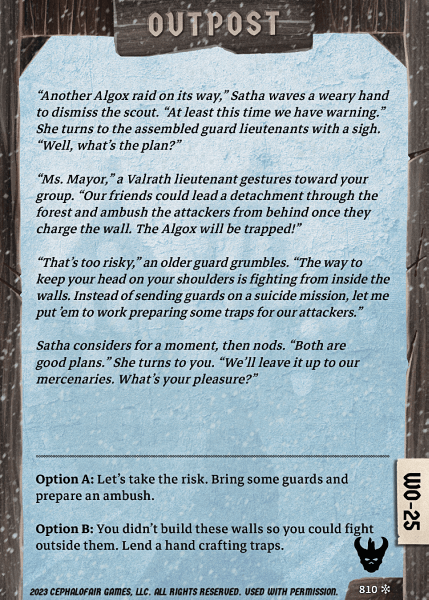 OUTPOST
“Another Algox raid on its way,” Satha waves a weary hand
to dismiss the scout. “At least this time we have warning.”
She turns to the assembled guard lieutenants with a sigh.
“Well, what’s the plan?”
“Ms. Mayor,” a Valrath lieutenant gestures toward your
group. “Our friends could lead a detachment through the
forest and ambush the attackers from behind once they
charge the wall. The Algox will be trapped!”
“That’s too risky,” an older guard grumbles. “The way to
keep your head on your shoulders is fighting from inside the
walls. Instead of sending guards on a suicide mission, let me
put ’em to work preparing some traps for our attackers.”
Satha considers for a moment, then nods. “Both are
good plans.” She turns to you. “We’ll leave it up to our
mercenaries. What’s your pleasure?”
Option A: Let’s take the risk. Bring some guards and
prepare an ambush.
Option B: You didn’t build these walls so you could fight
outside them. Lend a hand crafting traps.
WO-25
2023 CEPHALOFAIR GAMES, LLC. ALL RIGHTS RESERVED. USED WITH PERMISSION.
810